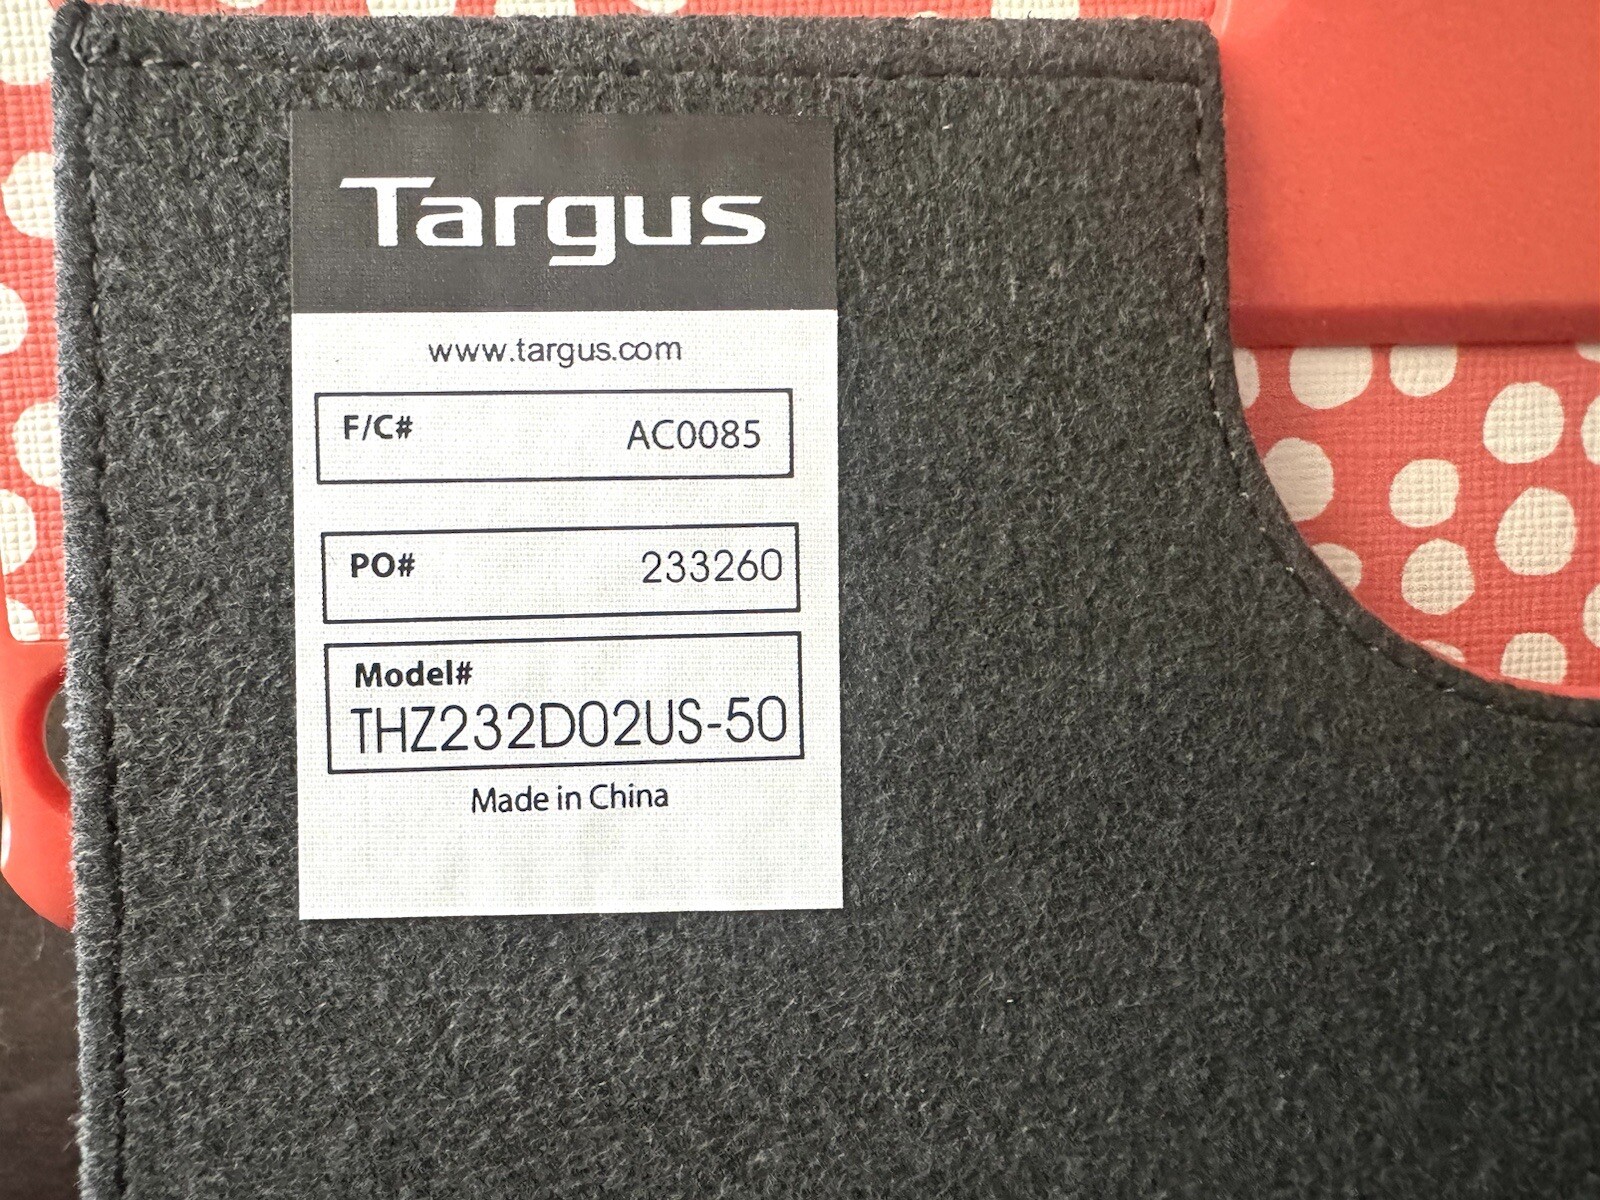 Targus
www.targus.com
F/C# AC0085
PO# 233260
Model#
THZ232D02US-50
Made in China